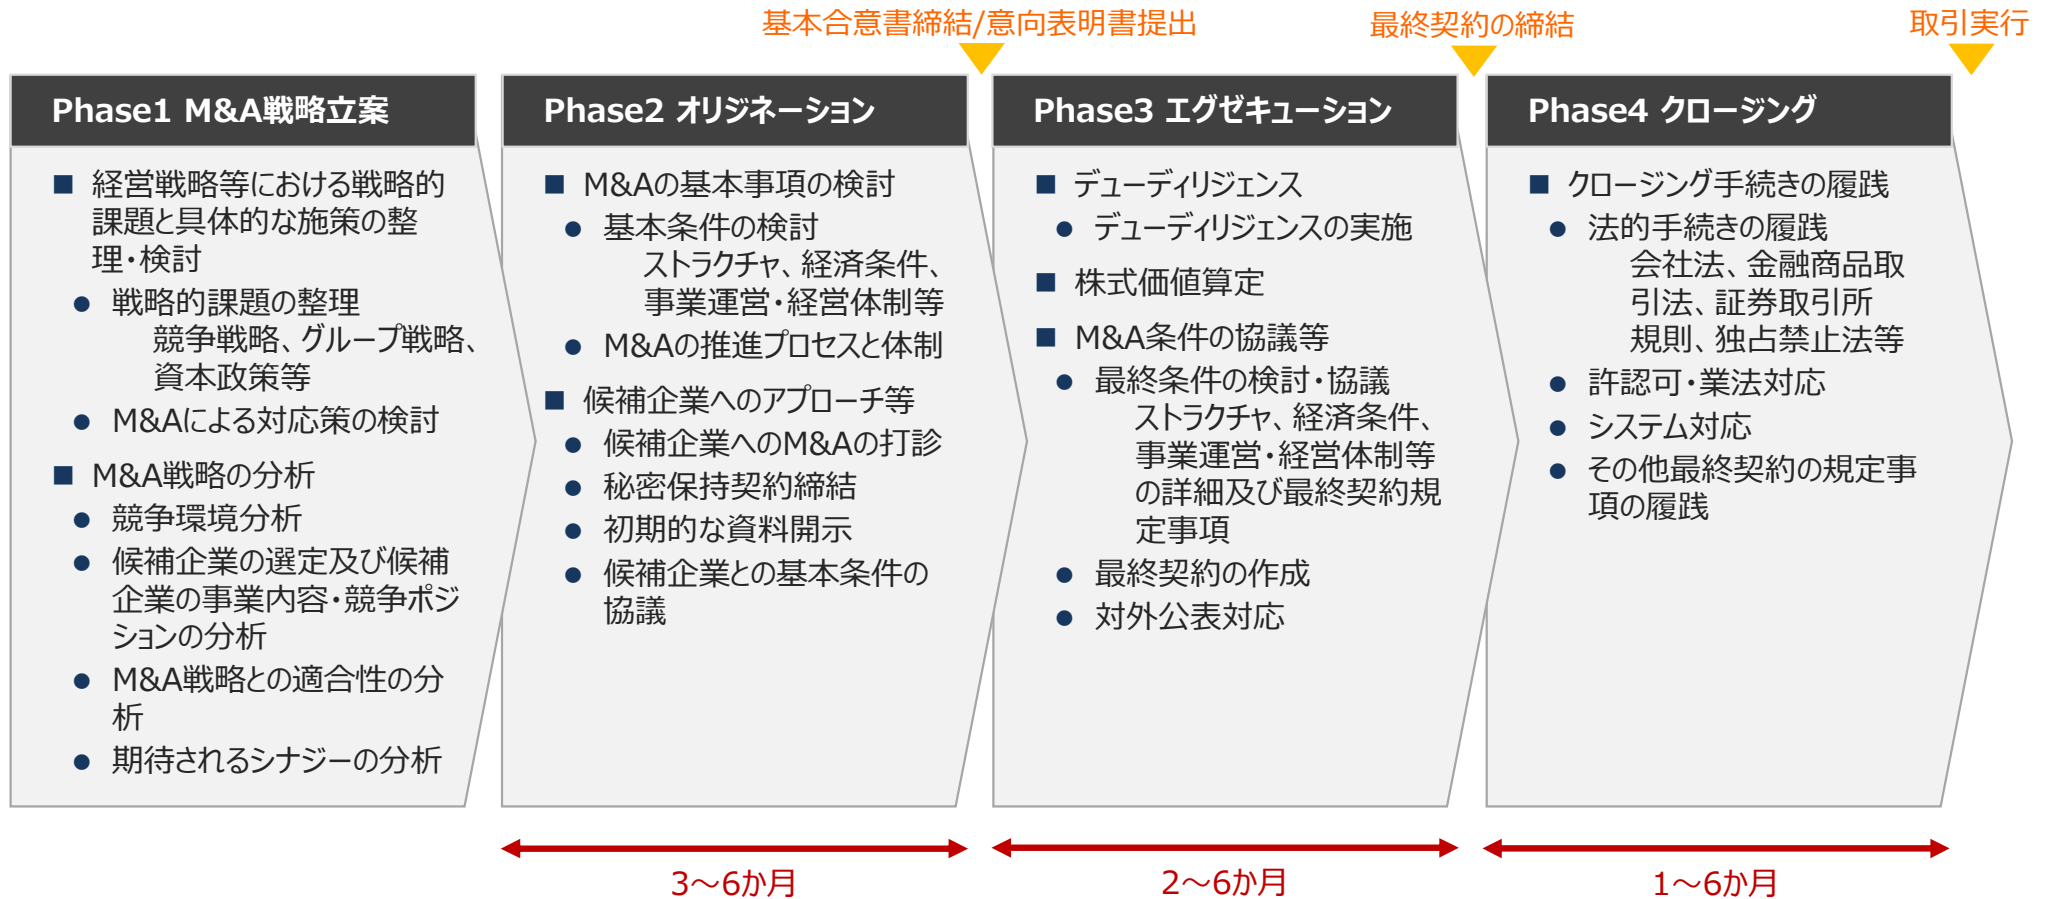 基本合意書締結/意向表明書提出
最終契約の締結
取引実行
Phase1 M&A戦略立案
■ 経営戦略等における戦略的
課題と具体的な施策の整
理・検討
● 戦略的課題の整理
競争戦略、グループ戦略、
資本政策等
● M&Aによる対応策の検討
■ M&A戦略の分析
● 競争環境分析
● 候補企業の選定及び候補
企業の事業内容・競争ポジ
ションの分析
● M&A戦略との適合性の分
析
● 期待されるシナジーの分析
Phase2 オリジネーション
■ M&Aの基本事項の検討
● 基本条件の検討
ストラクチャ、経済条件、
事業運営・経営体制等
● M&Aの推進プロセスと体制
■ 候補企業へのアプローチ等
● 候補企業へのM&Aの打診
● 秘密保持契約締結
● 初期的な資料開示
● 候補企業との基本条件の
協議
Phase3 エグゼキューション
■ デューディリジェンス
● デューディリジェンスの実施
■ 株式価値算定
■ M&A条件の協議等
● 最終条件の検討・協議
ストラクチャ、経済条件、
事業運営・経営体制等
の詳細及び最終契約規
定事項
● 最終契約の作成
● 対外公表対応
Phase4 クロージング
■ クロージング手続きの履践
● 法的手続きの履践
会社法、金融商品取
引法、証券取引所
規則、独占禁止法等
● 許認可・業法対応
● システム対応
● その他最終契約の規定事
項の履践
3～6か月
2～6か月
1～6か月